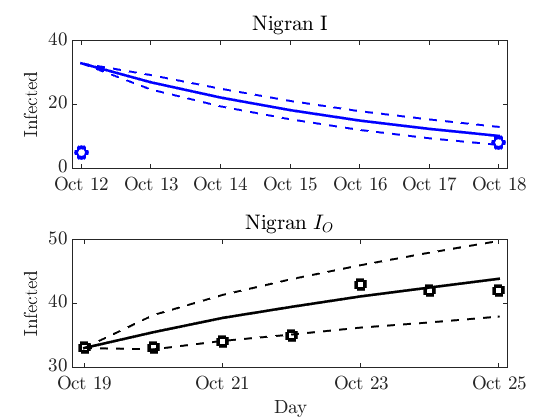 Nigran I
40
20
0
Infected
Oct 12 Oct 13 Oct 14 Oct 15 Oct 16 Oct 17 Oct 18
Nigran I_O
50
40
30
Infected
Oct 19 Oct 21 Oct 23 Oct 25
Day